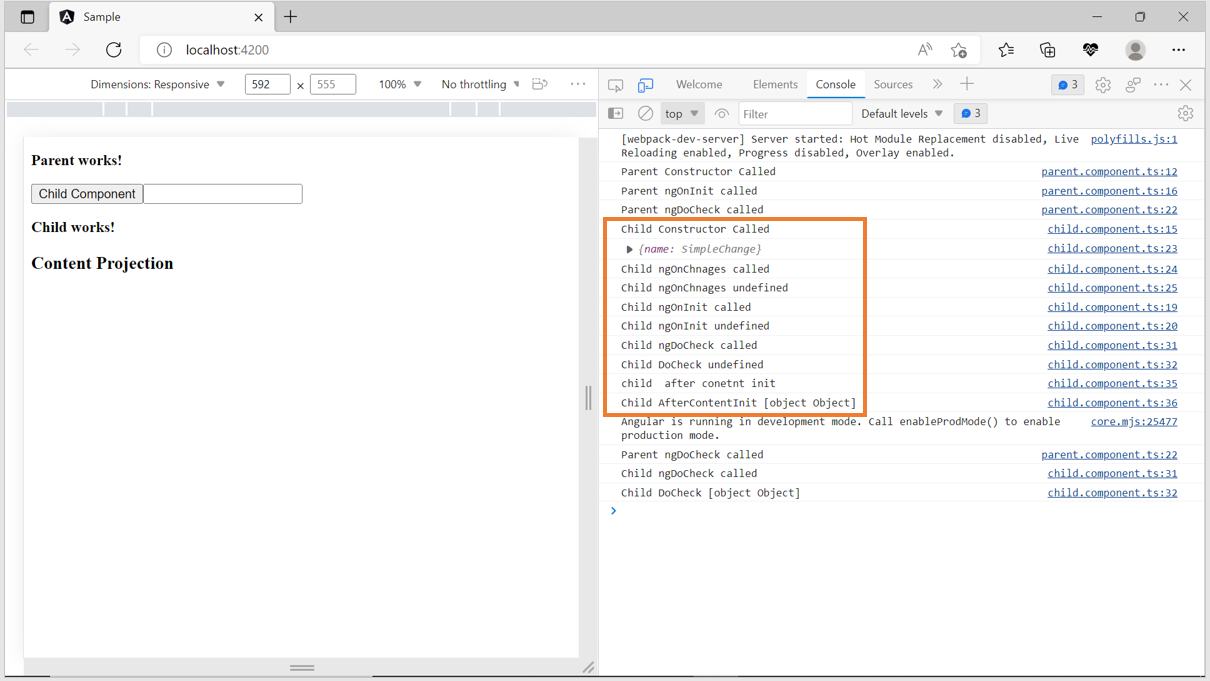 Sample
localhost:4200
Dimensions: Responsive 592 x 555 100% No throttling
Parent works!
Child Component
Child works!
Content Projection
Welcome Elements Console Sources 3
top Filter Default levels 3
[webpack-dev-server] Server started: Hot Module Replacement disabled, Live polyfills.js:1
Reloading enabled, Progress disabled, Overlay enabled.
Parent Constructor Called parent.component.ts:12
Parent ngOnInit called parent.component.ts:16
Parent ngDoCheck called parent.component.ts:22
Child Constructor Called child.component.ts:15
{name: SimpleChange} child.component.ts:23
Child ngOnChnages called child.component.ts:24
Child ngOnChnages undefined child.component.ts:25
Child ngOnInit called child.component.ts:19
Child ngOnInit undefined child.component.ts:20
Child ngDoCheck called child.component.ts:31
Child DoCheck undefined child.component.ts:32
child after conetnt init child.component.ts:35
Child AfterContentInit [object Object] child.component.ts:36
Angular is running in development mode. Call enableProdMode() to enable core.mjs:25477
production mode.
Parent ngDoCheck called parent.component.ts:22
Child ngDoCheck called child.component.ts:31
Child DoCheck [object Object] child.component.ts:32